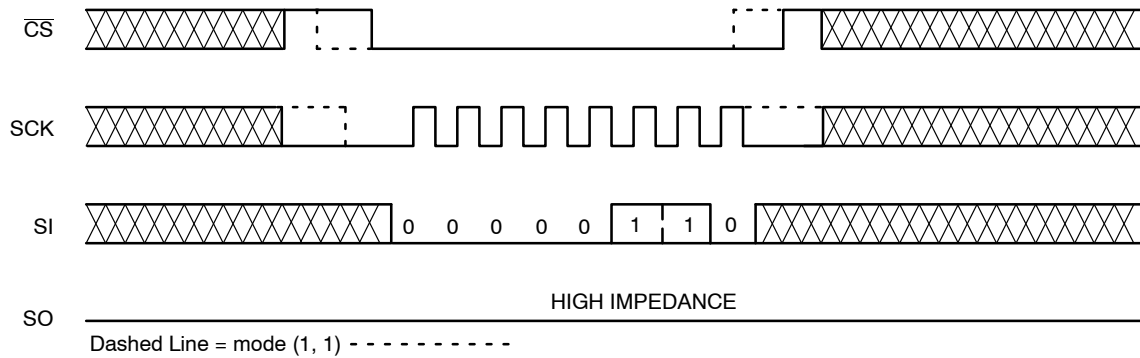 CS
SCK
SI 0 0 0 0 0 1 1 0
HIGH IMPEDANCE
SO
Dashed Line = mode (1, 1)